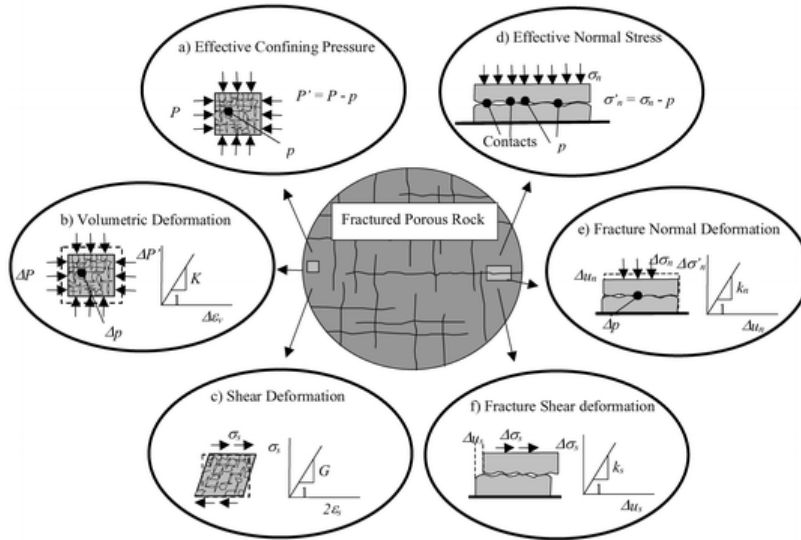 a) Effective Confining Pressure
P
P' = P - p
p
d) Effective Normal Stress
σn
σ'n = σn - p
Contacts
p
Fractured Porous Rock
b) Volumetric Deformation
ΔP
ΔP'
K
1
Δεv
Δp
e) Fracture Normal Deformation
Δun
Δσn
Δσ'n
kn
1
Δp
Δun
c) Shear Deformation
σs
σs
G
1
2εs
f) Fracture Shear deformation
Δus
Δσs
Δσs
ks
1
Δus